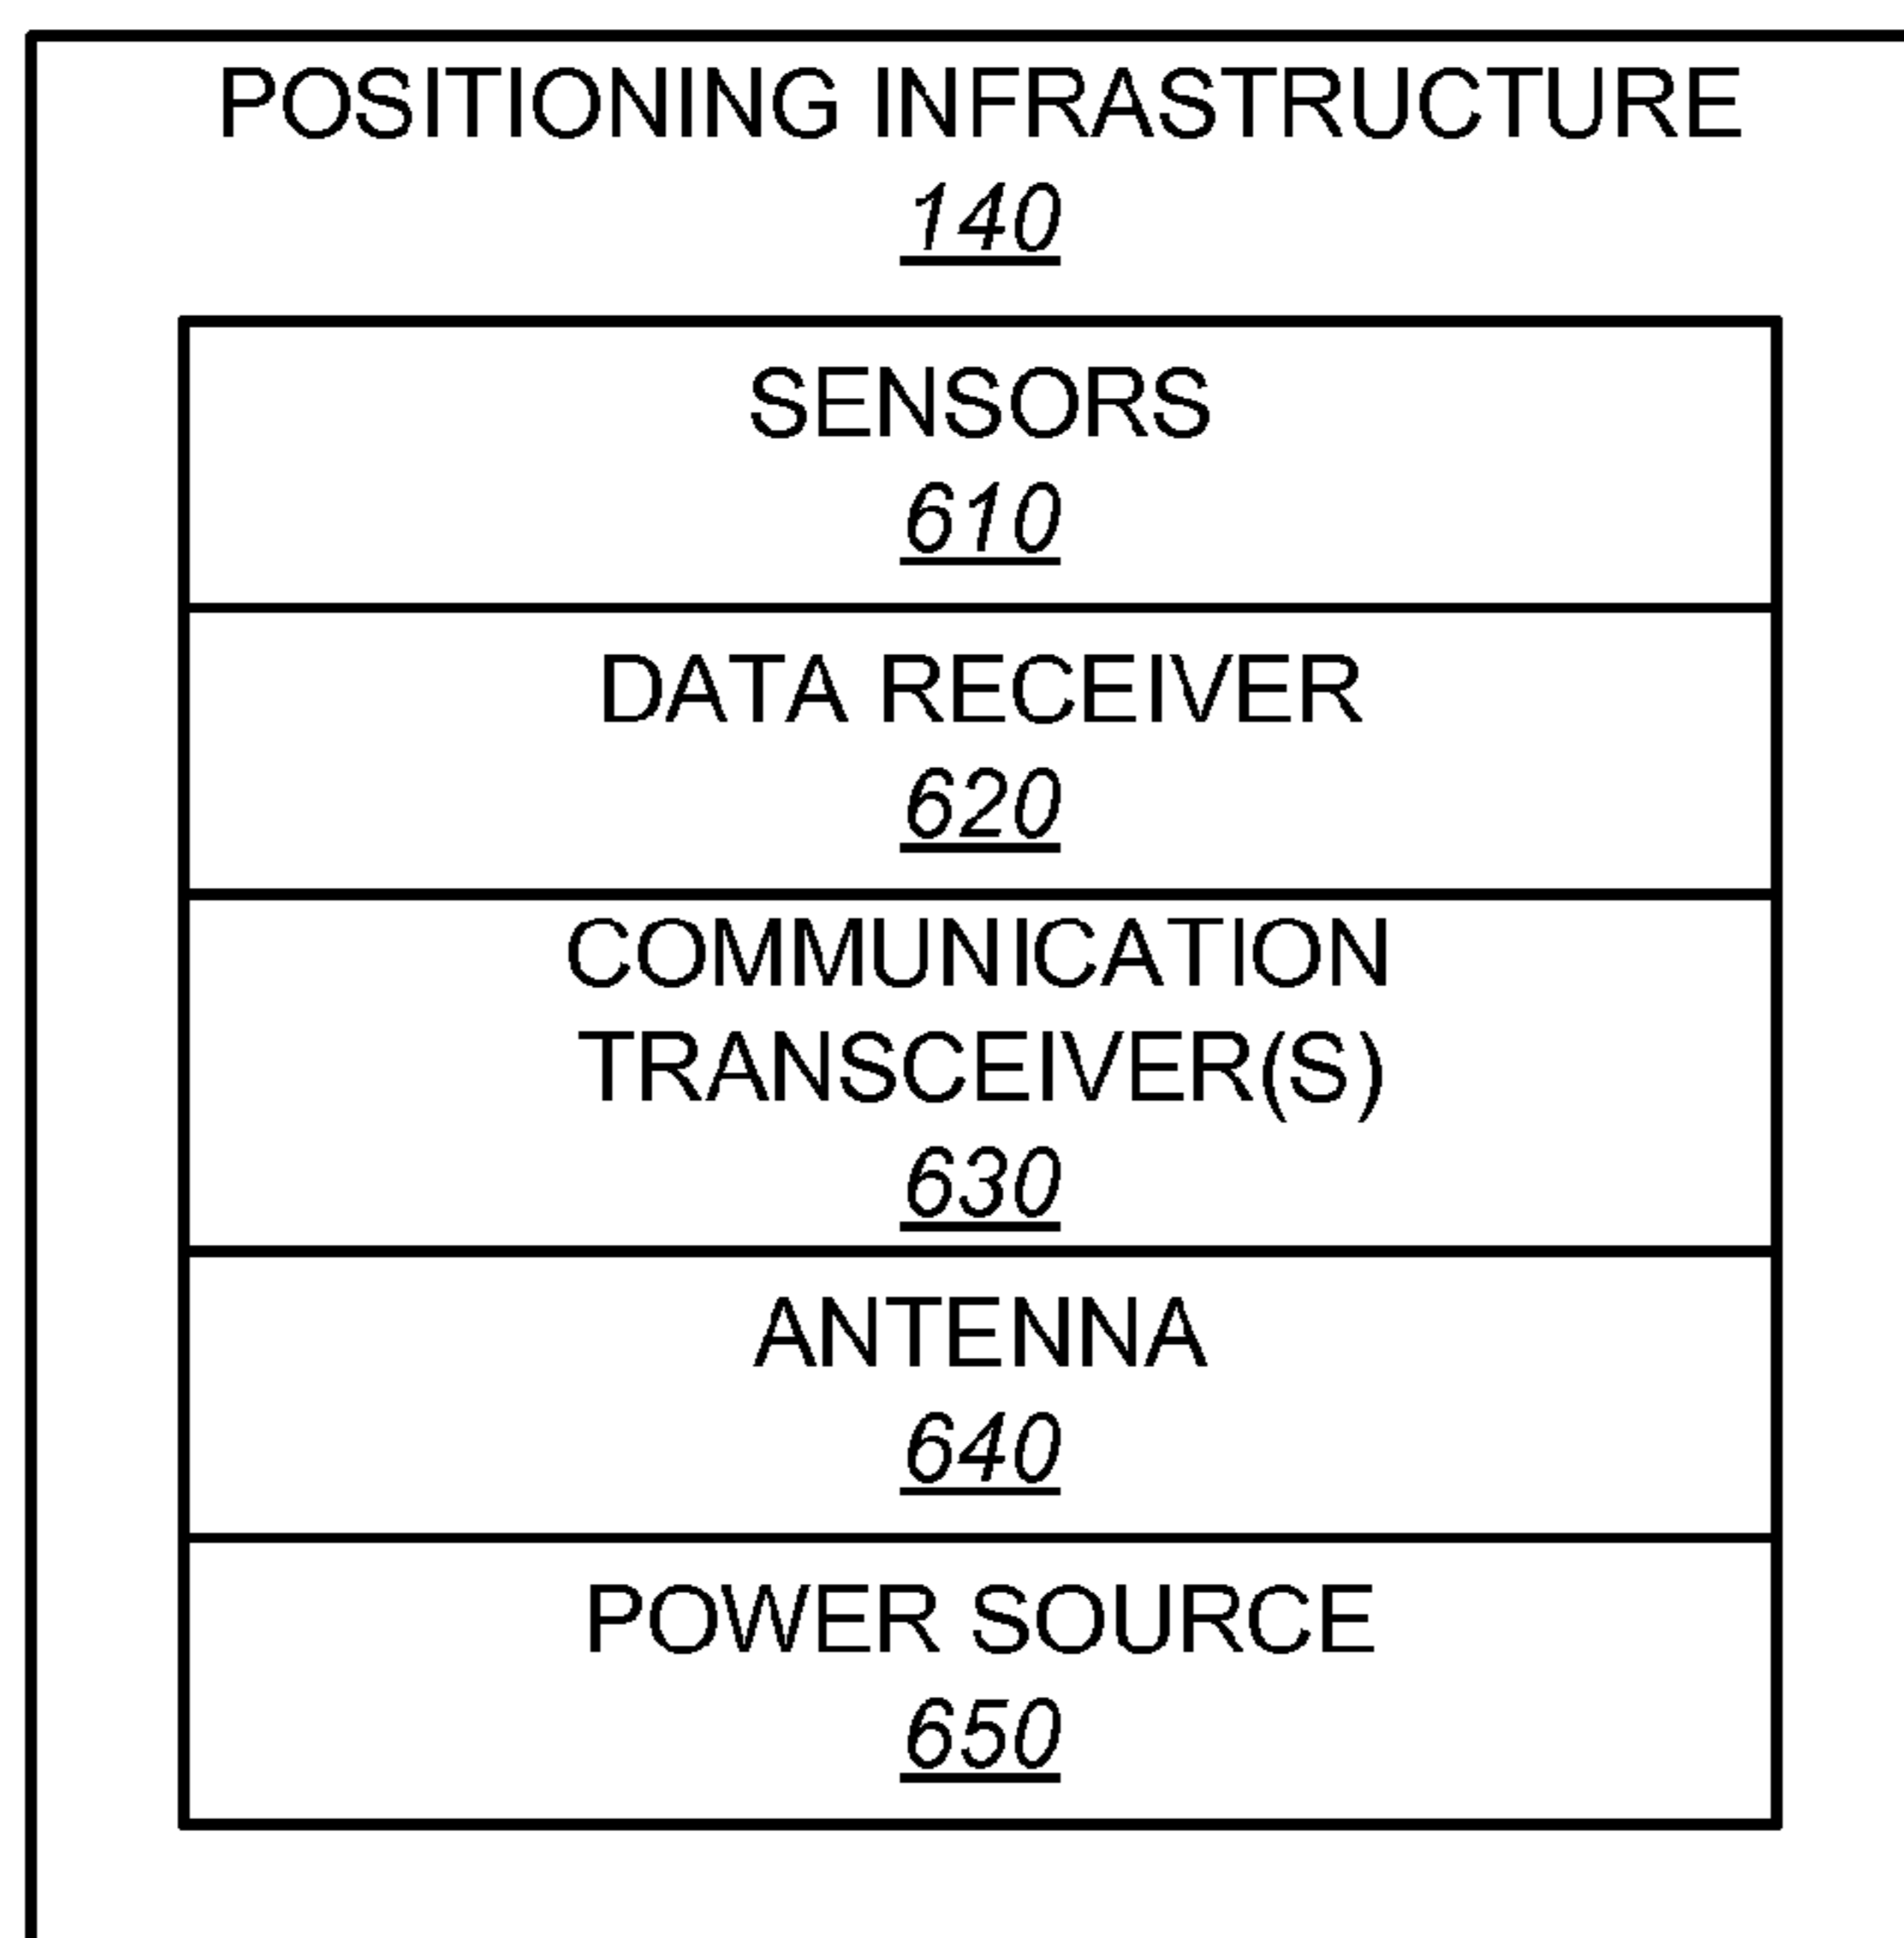 POSITIONING INFRASTRUCTURE
140
SENSORS
610
DATA RECEIVER
620
COMMUNICATION
TRANSCEIVER(S)
630
ANTENNA
640
POWER SOURCE
650